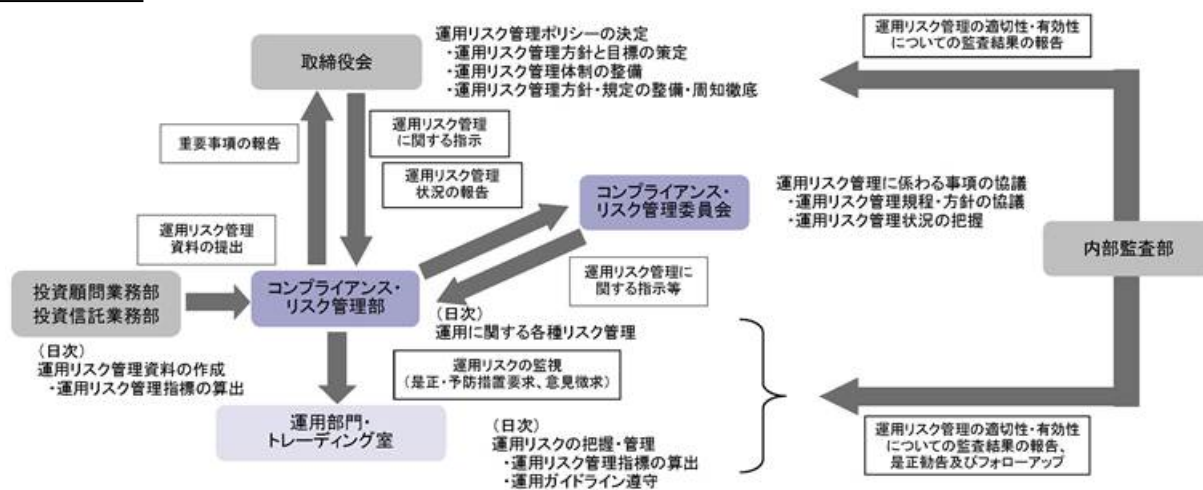 運用リスク管理ポリシーの決定
・運用リスク管理方針と目標の策定
・運用リスク管理体制の整備
・運用リスク管理方針・規定の整備・周知徹底
取締役会
運用リスク管理の適切性・有効性
についての監査結果の報告
重要事項の報告
運用リスク管理
に関する指示
運用リスク管理
状況の報告
コンプライアンス・
リスク管理委員会
運用リスク管理に係わる事項の協議
・運用リスク管理規程・方針の協議
・運用リスク管理状況の把握
内部監査部
運用リスク管理
資料の提出
運用リスク管理に
関する指示等
投資顧問業務部
投資信託業務部
コンプライアンス・
リスク管理部
（日次）
運用に関する各種リスク管理
（日次）
運用リスク管理資料の作成
・運用リスク管理指標の算出
運用リスクの監視
（是正・予防措置要求、意見徴求）
運用部門・
トレーディング室
（日次）
運用リスクの把握・管理
・運用リスク管理指標の算出
・運用ガイドライン遵守
運用リスク管理の適切性・有効性
についての監査結果の報告、
是正勧告及びフォローアップ